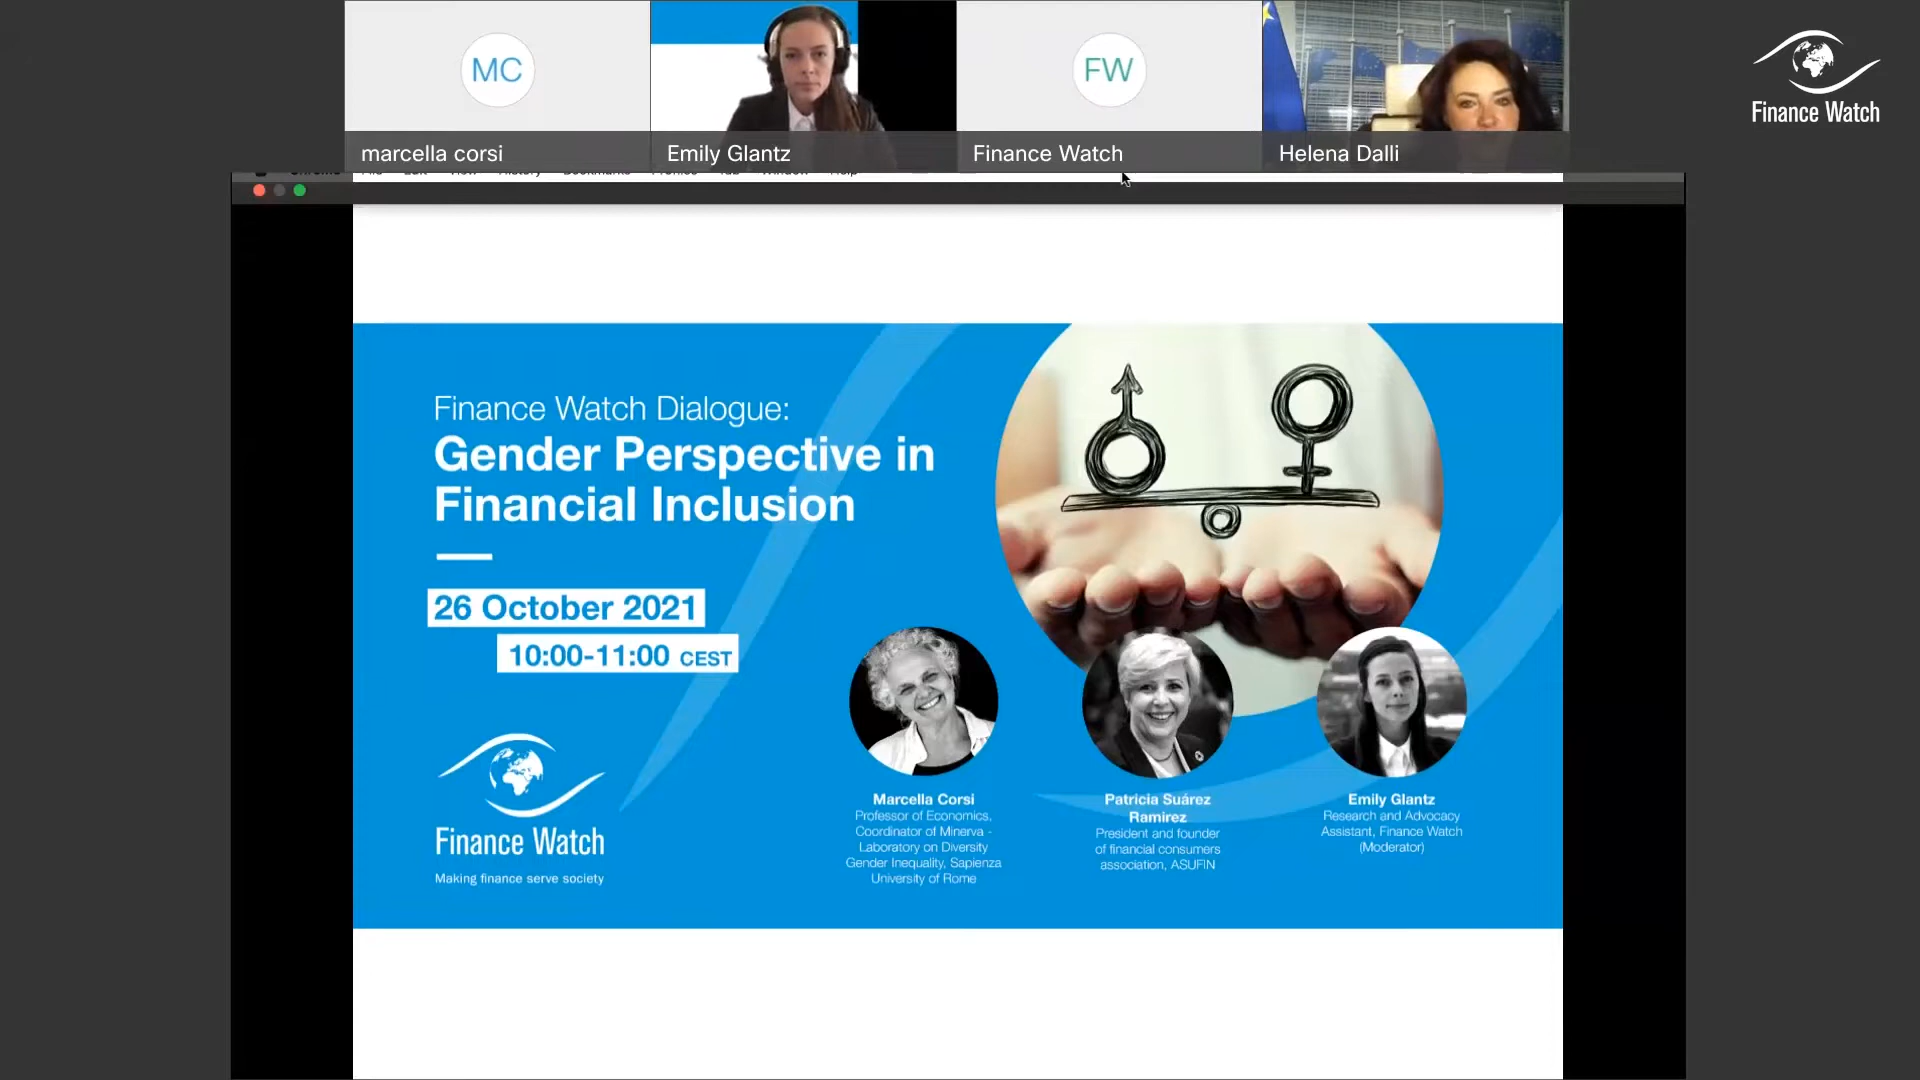 MC
FW
marcella corsi
Emily Glantz
Finance Watch
Helena Dalli
Finance Watch
Finance Watch Dialogue:
Gender Perspective in
Financial Inclusion
26 October 2021
10:00-11:00 CEST
Finance Watch
Making finance serve society
Marcella Corsi
Professor of Economics,
Coordinator of Minerva -
Laboratory on Diversity
Gender Inequality, Sapienza
University of Rome
Patricia Suárez
Ramirez
President and founder
of financial consumers
association, ASUFIN
Emily Glantz
Research and Advocacy
Assistant, Finance Watch
(Moderator)